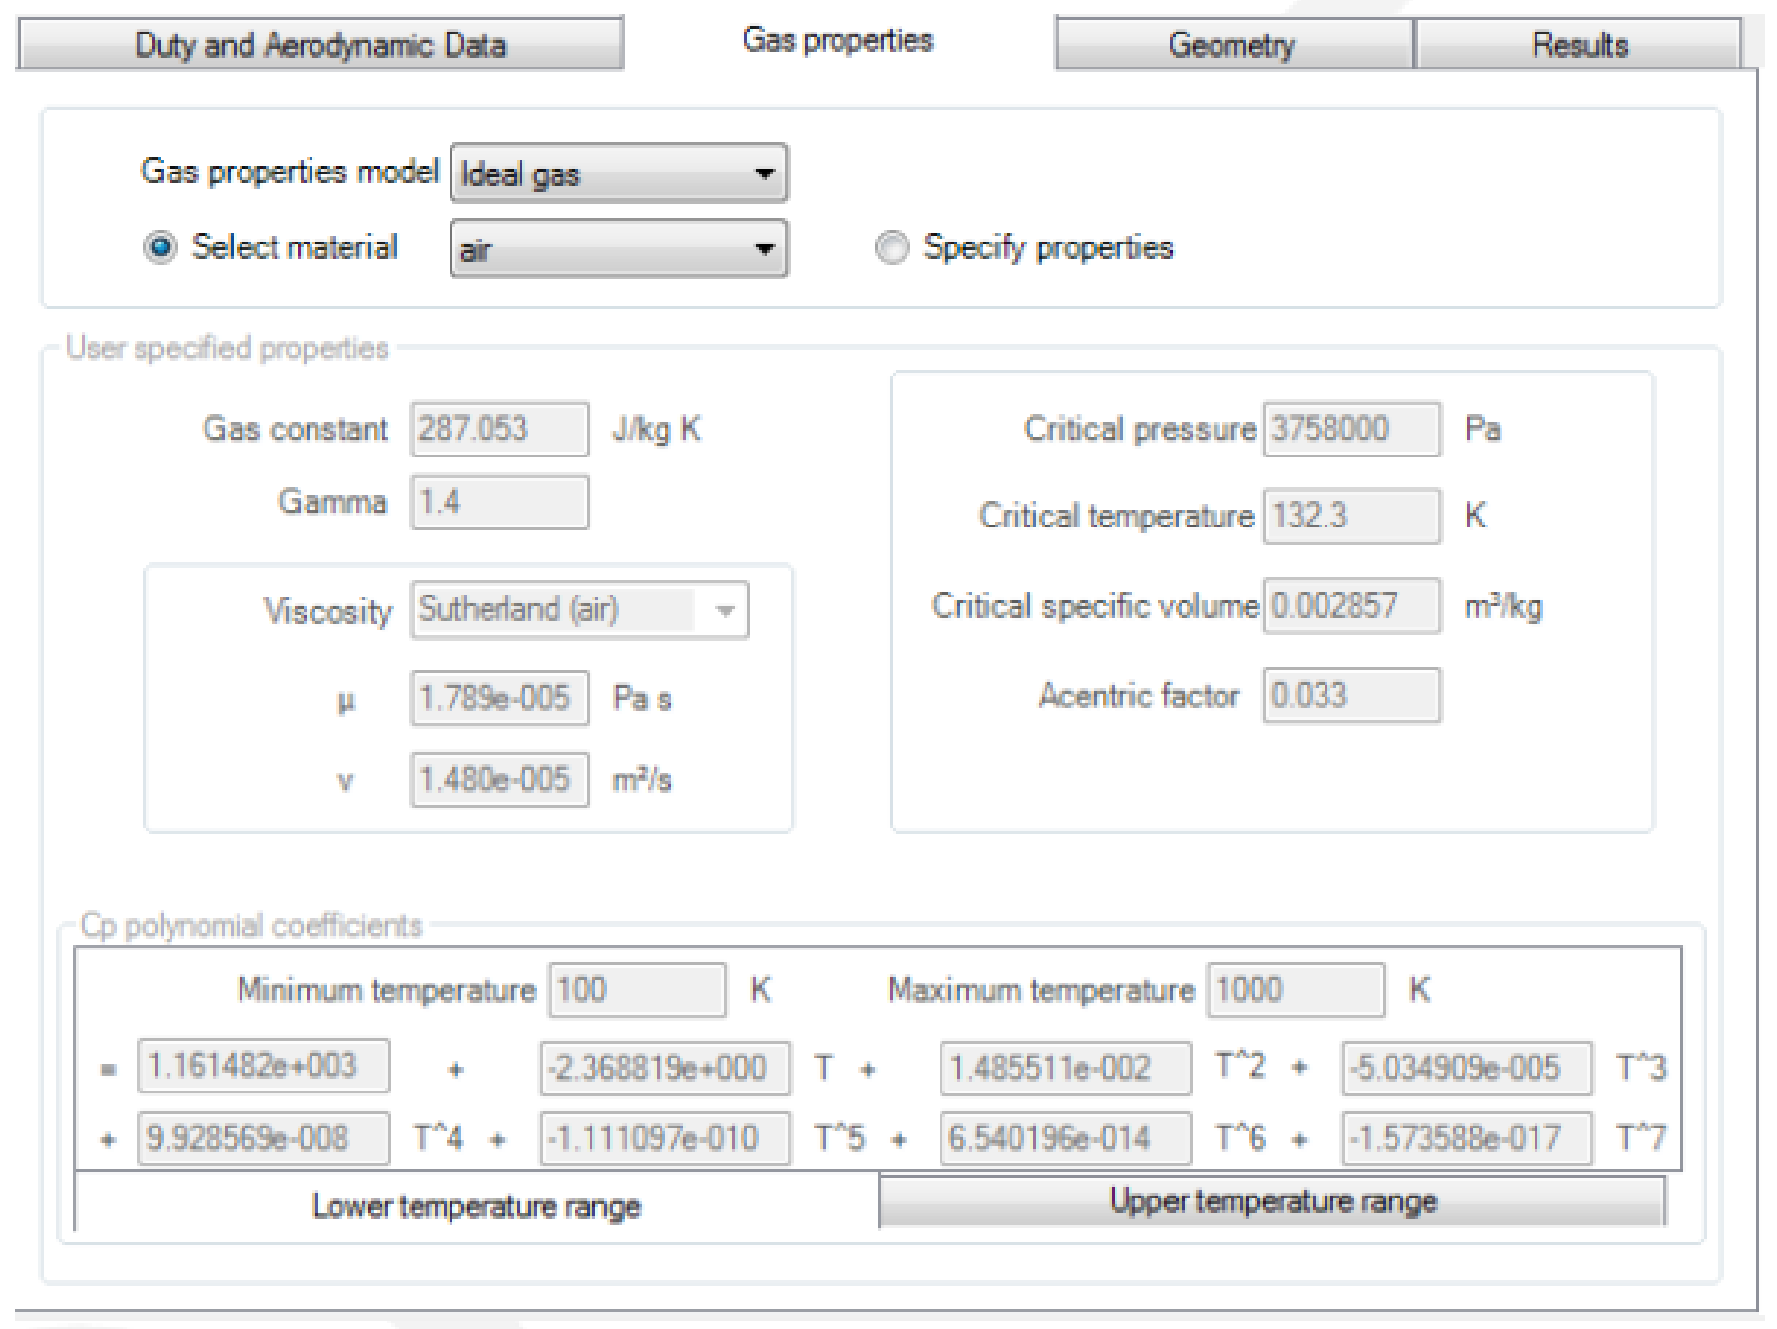 Duty and Aerodynamic Data Gas properties Geometry Results
Gas properties model Ideal gas
Select material air Specify properties
User specified properties
Gas constant 287.053 J/kg K Critical pressure 3758000 Pa
Gamma 1.4 Critical temperature 132.3 K
Viscosity Sutherland (air) Critical specific volume 0.002857 m³/kg
μ 1.789e-005 Pa s Acentric factor 0.033
v 1.480e-005 m²/s
Cp polynomial coefficients
Minimum temperature 100 K Maximum temperature 1000 K
= 1.161482e+003 + -2.368819e+000 T + 1.485511e-002 T^2 + -5.034909e-005 T^3
+ 9.928569e-008 T^4 + -1.111097e-010 T^5 + 6.540196e-014 T^6 + -1.573588e-017 T^7
Lower temperature range Upper temperature range